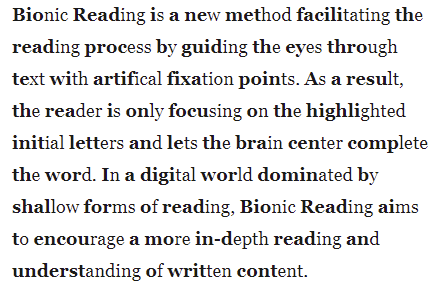 Bionic Reading is a new method facilitating the
reading process by guiding the eyes through
text with artifical fixation points. As a result,
the reader is only focusing on the highlighted
initial letters and lets the brain center complete
the word. In a digital world dominated by
shallow forms of reading, Bionic Reading aims
to encourage a more in-depth reading and
understanding of written content.